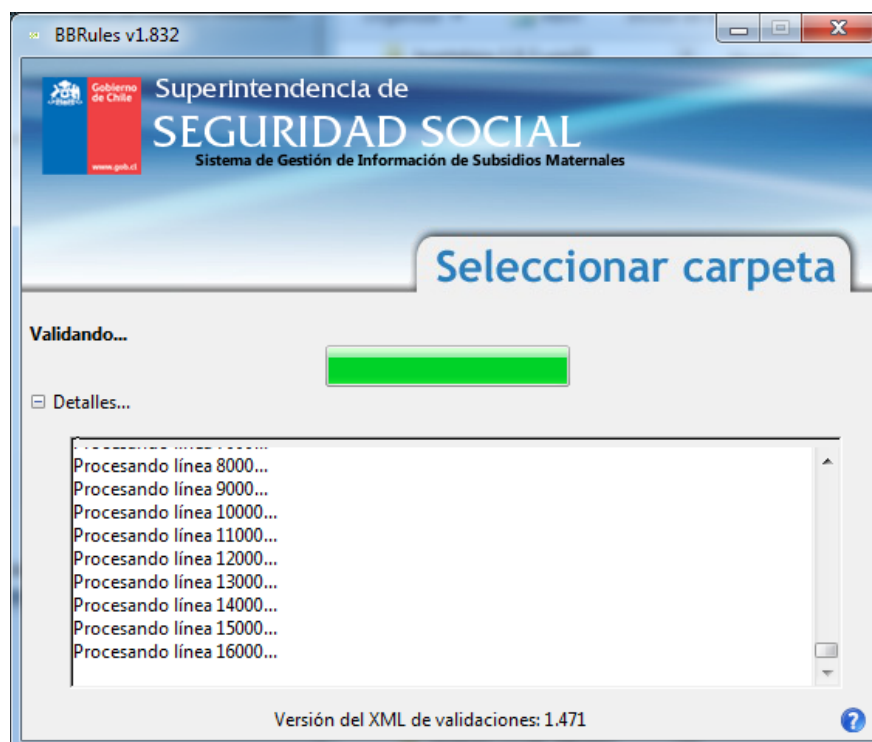 BBRules v1.832
Gobierno
de Chile
www.gob.cl
Superintendencia de
SEGURIDAD SOCIAL
Sistema de Gestión de Información de Subsidios Maternales
Seleccionar carpeta
Validando...
Detalles...
Procesando línea 8000...
Procesando línea 9000...
Procesando línea 10000...
Procesando línea 11000...
Procesando línea 12000...
Procesando línea 13000...
Procesando línea 14000...
Procesando línea 15000...
Procesando línea 16000...
Versión del XML de validaciones: 1.471